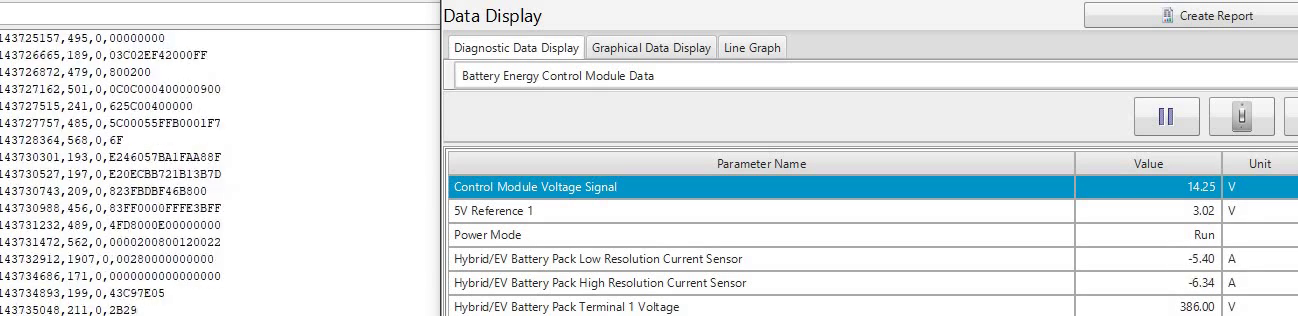 143725157,495,0,00000000
143726665,189,0,03C02EF42000FF
143726872,479,0,800200
143727162,501,0,0C0C000400000900
143727515,241,0,625C00400000
143727757,485,0,5C00055FFB0001F7
143728364,568,0,6F
143730301,193,0,E246057BA1FAA88F
143730527,197,0,E20ECBB721B13B7D
143730743,209,0,823FBDBF46B800
143730988,456,0,83FF0000FFFE3BFF
143731232,489,0,4FD8000E00000000
143731472,562,0,0000200800120022
143732912,1907,0,00280000000000
143734686,171,0,0000000000000000
143734893,199,0,43C97E05
143735048,211,0,2B29
Data Display
Create Report
Diagnostic Data Display Graphical Data Display Line Graph
Battery Energy Control Module Data
Parameter Name Value Unit
Control Module Voltage Signal 14.25 V
5V Reference 1 3.02 V
Power Mode Run
Hybrid/EV Battery Pack Low Resolution Current Sensor -5.40 A
Hybrid/EV Battery Pack High Resolution Current Sensor -6.34 A
Hybrid/EV Battery Pack Terminal 1 Voltage 386.00 V